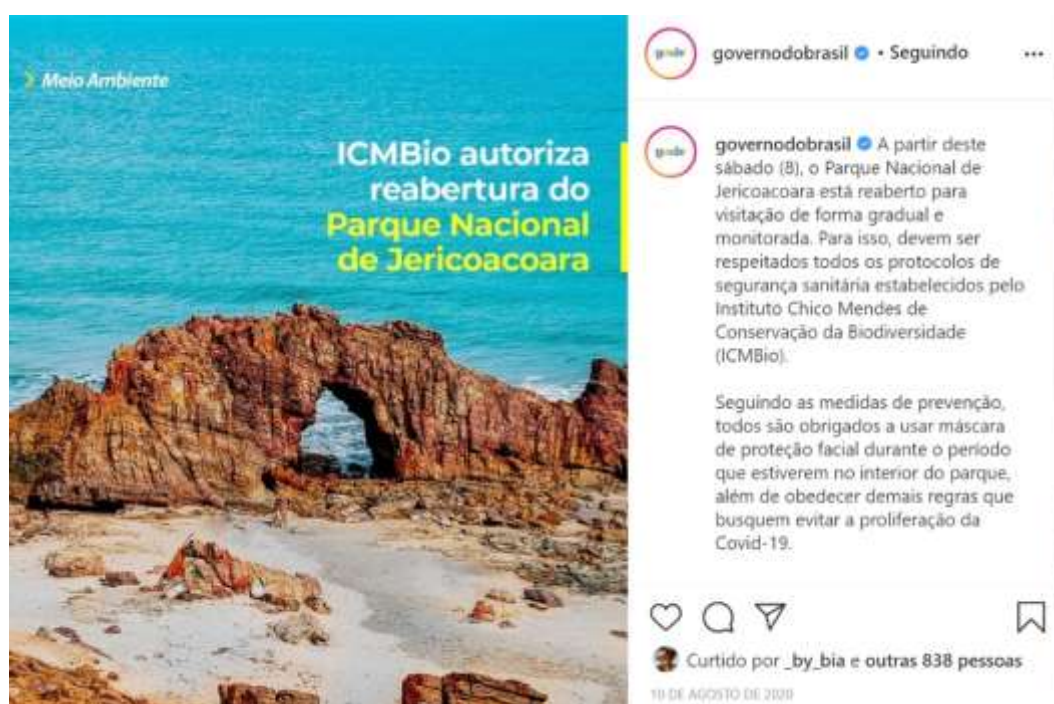 Meio Ambiente
ICMBio autoriza
reabertura do
Parque Nacional
de Jericoacoara
governodobrasil • Seguindo
governodobrasil A partir deste
sábado (8), o Parque Nacional de
Jericoacoara está reaberto para
visitação de forma gradual e
monitorada. Para isso, devem ser
respeitados todos os protocolos de
segurança sanitária estabelecidos pelo
Instituto Chico Mendes de
Conservação da Biodiversidade
(ICMBio).
Seguindo as medidas de prevenção,
todos são obrigados a usar máscara
de proteção facial durante o período
que estiverem no interior do parque,
além de obedecer demais regras que
busquem evitar a proliferação da
Covid-19.
Curtido por _by_bia e outras 838 pessoas
10 DE AGOSTO DE 2020